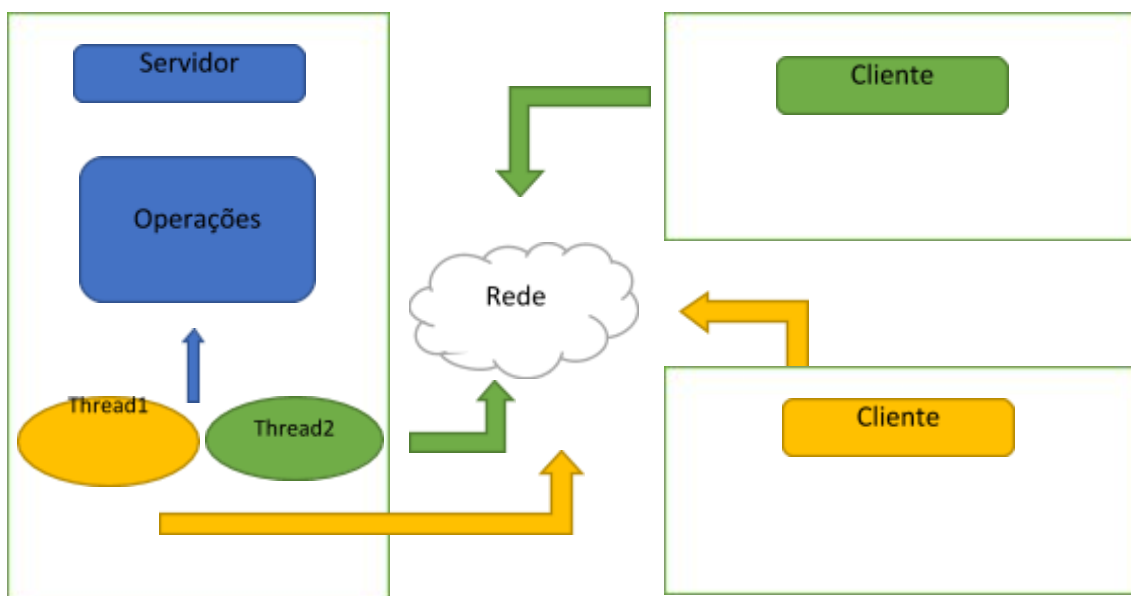 Servidor
Operações
Thread1
Thread2
Rede
Cliente
Cliente